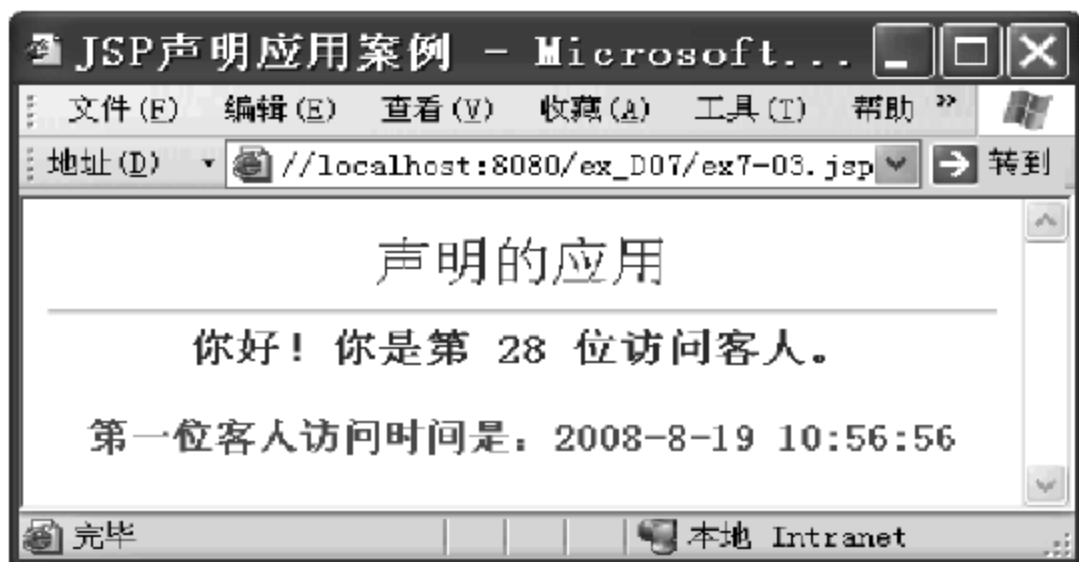 JSP声明应用案例 - Microsoft...
文件(F) 编辑(E) 查看(V) 收藏(A) 工具(T) 帮助 »
地址(D) //localhost:8080/ex_D07/ex7-03.jsp 转到
声明的应用
你好！你是第 28 位访问客人。
第一位客人访问时间是：2008-8-19 10:56:56
完毕 本地 Intranet